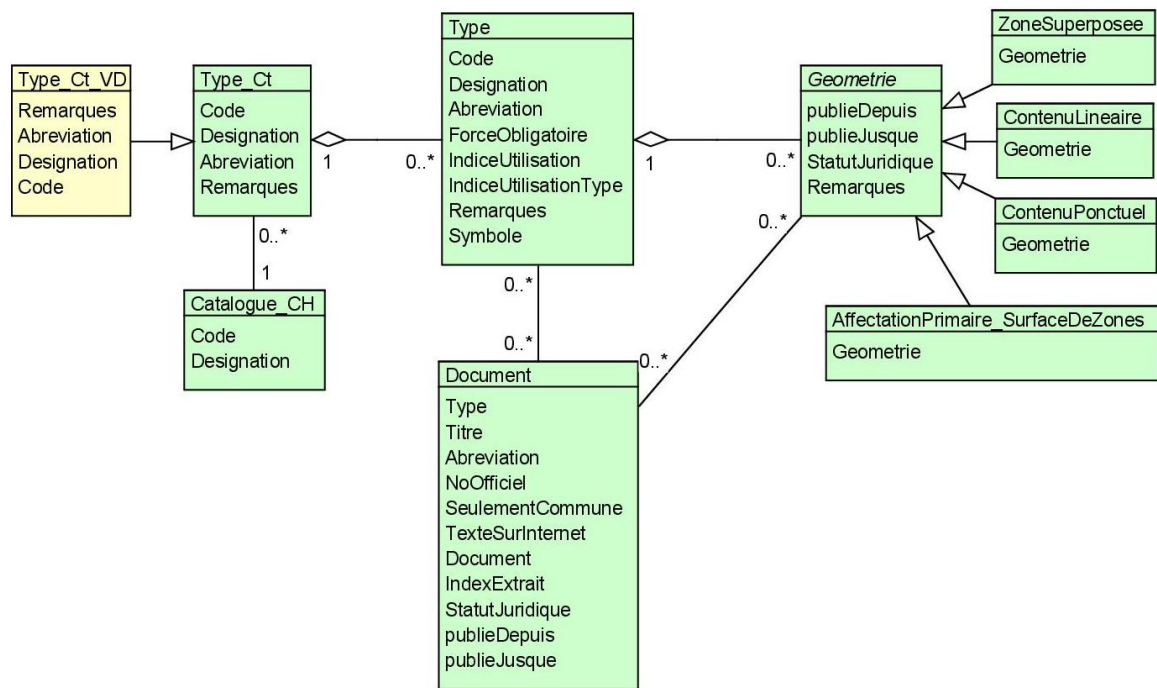 Type_Ct_VD
Remarques
Abreviation
Designation
Code
Type_Ct
Code
Designation
Abreviation
Remarques
1
0..*
0..*
1
Catalogue_CH
Code
Designation
Type
Code
Designation
Abreviation
ForceObligatoire
IndiceUtilisation
IndiceUtilisationType
Remarques
Symbole
1
0..*
0..*
0..*
0..*
0..*
Document
Type
Titre
Abreviation
NoOfficiel
SeulementCommune
TexteSurInternet
Document
IndexExtrait
StatutJuridique
publieDepuis
publieJusque
Geometrie
publieDepuis
publieJusque
StatutJuridique
Remarques
ZoneSuperposee
Geometrie
ContenuLineaire
Geometrie
ContenuPonctuel
Geometrie
AffectationPrimaire_SurfaceDeZones
Geometrie